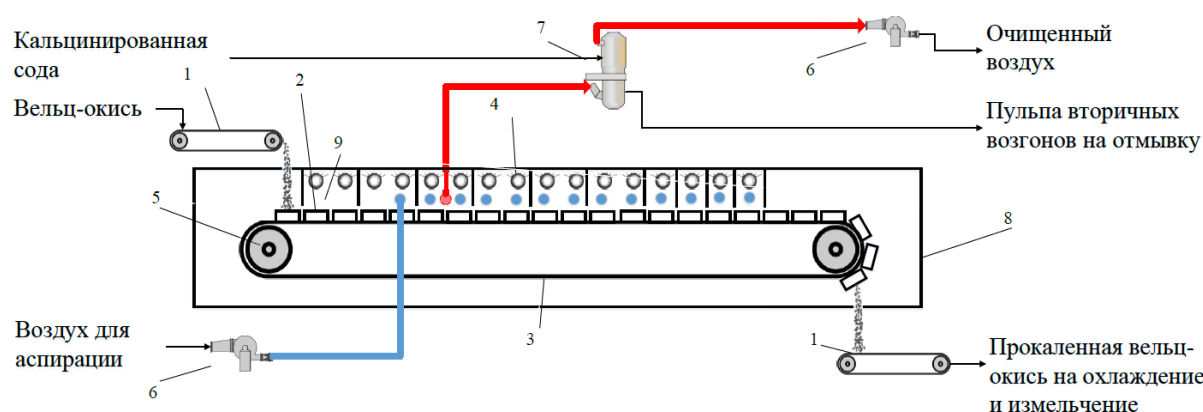 Кальцинированная
сода
1
2
Вельц-окись
9
5
7
4
6
Очищенный
воздух
Пульпа вторичных
возгонов на отмывку
8
3
Воздух для
аспирации
6
1
Прокаленная вельц-
окись на охлаждение
и измельчение